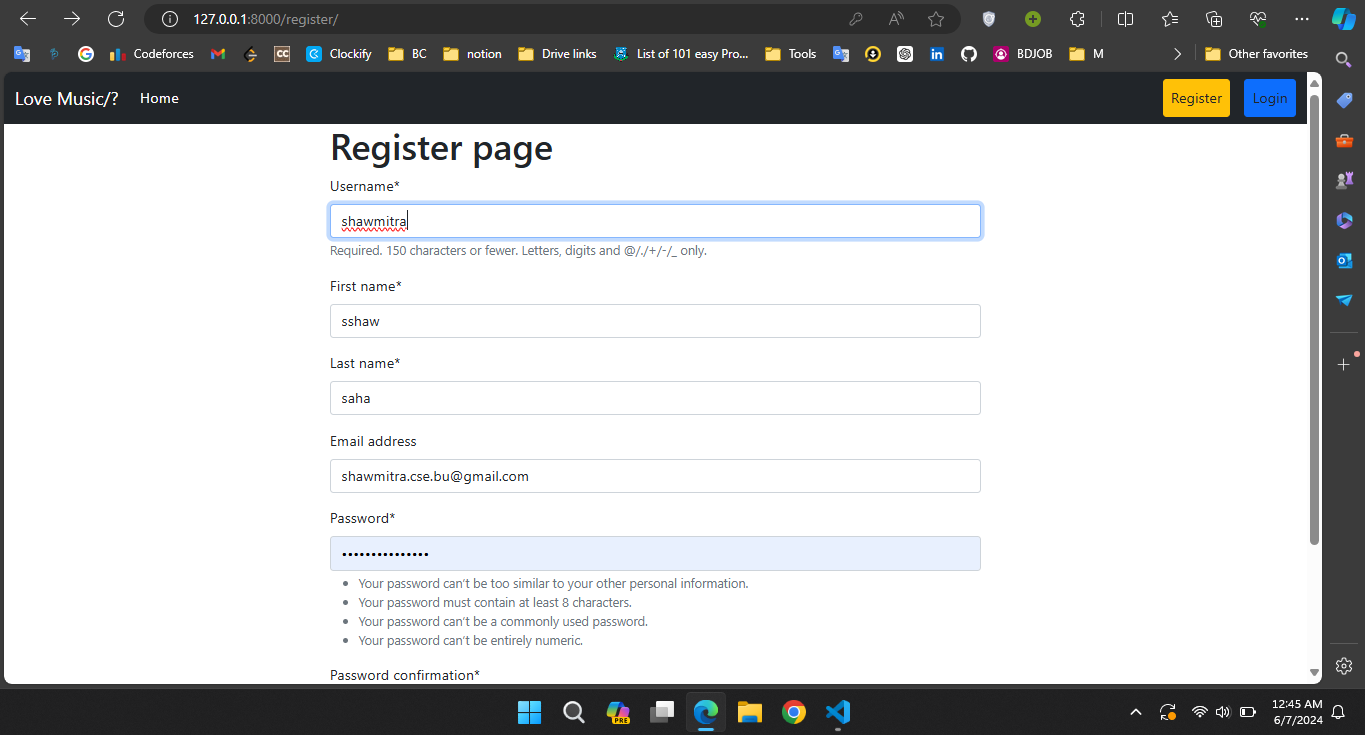 127.0.0.1:8000/register/
Codeforces
CC
Clockify
BC
notion
Drive links
List of 101 easy Pro...
Tools
in
BDJOB
M
Other favorites
Love Music/?
Home
Register
Login
Register page
Username*
shawmitra
Required. 150 characters or fewer. Letters, digits and @/./+/-/_ only.
First name*
sshaw
Last name*
saha
Email address
shawmitra.cse.bu@gmail.com
Password*
•••••••••••••••
Your password can't be too similar to your other personal information.
Your password must contain at least 8 characters.
Your password can't be a commonly used password.
Your password can't be entirely numeric.
Password confirmation*
PRE
12:45 AM
6/7/2024